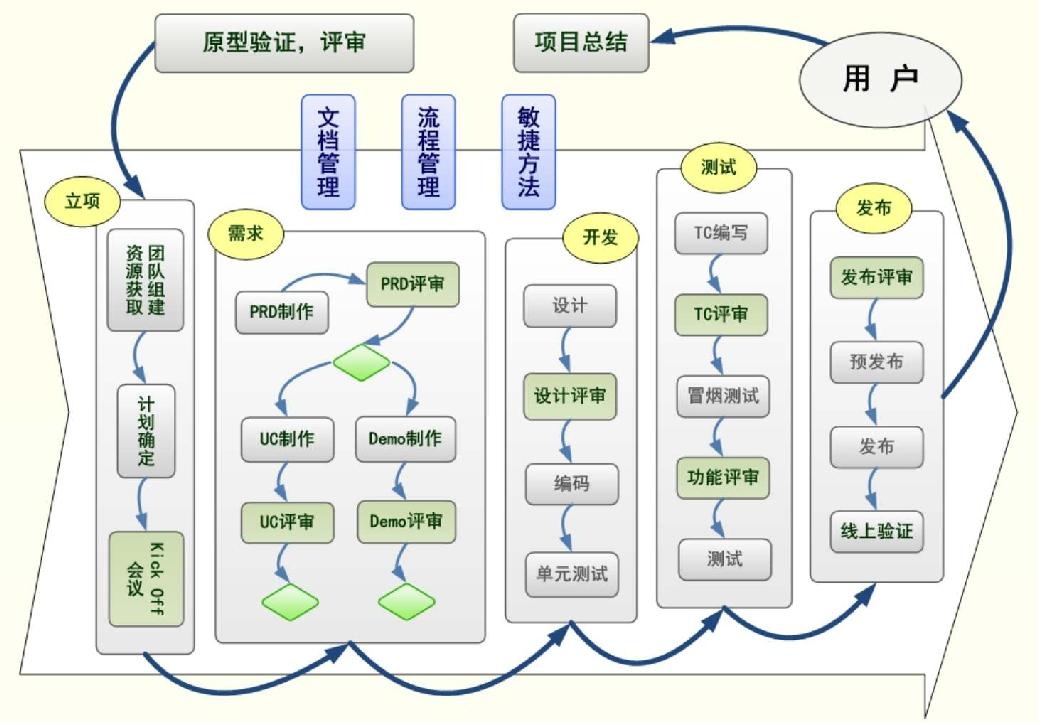 原型验证，评审
项目总结
用 户
文档管理
流程管理
敏捷方法
立项
团队组建
资源获取
计划确定
Kick Off
会议
需求
PRD制作
PRD评审
UC制作
Demo制作
UC评审
Demo评审
开发
设计
设计评审
编码
单元测试
测试
TC编写
TC评审
冒烟测试
功能评审
测试
发布
发布评审
预发布
发布
线上验证